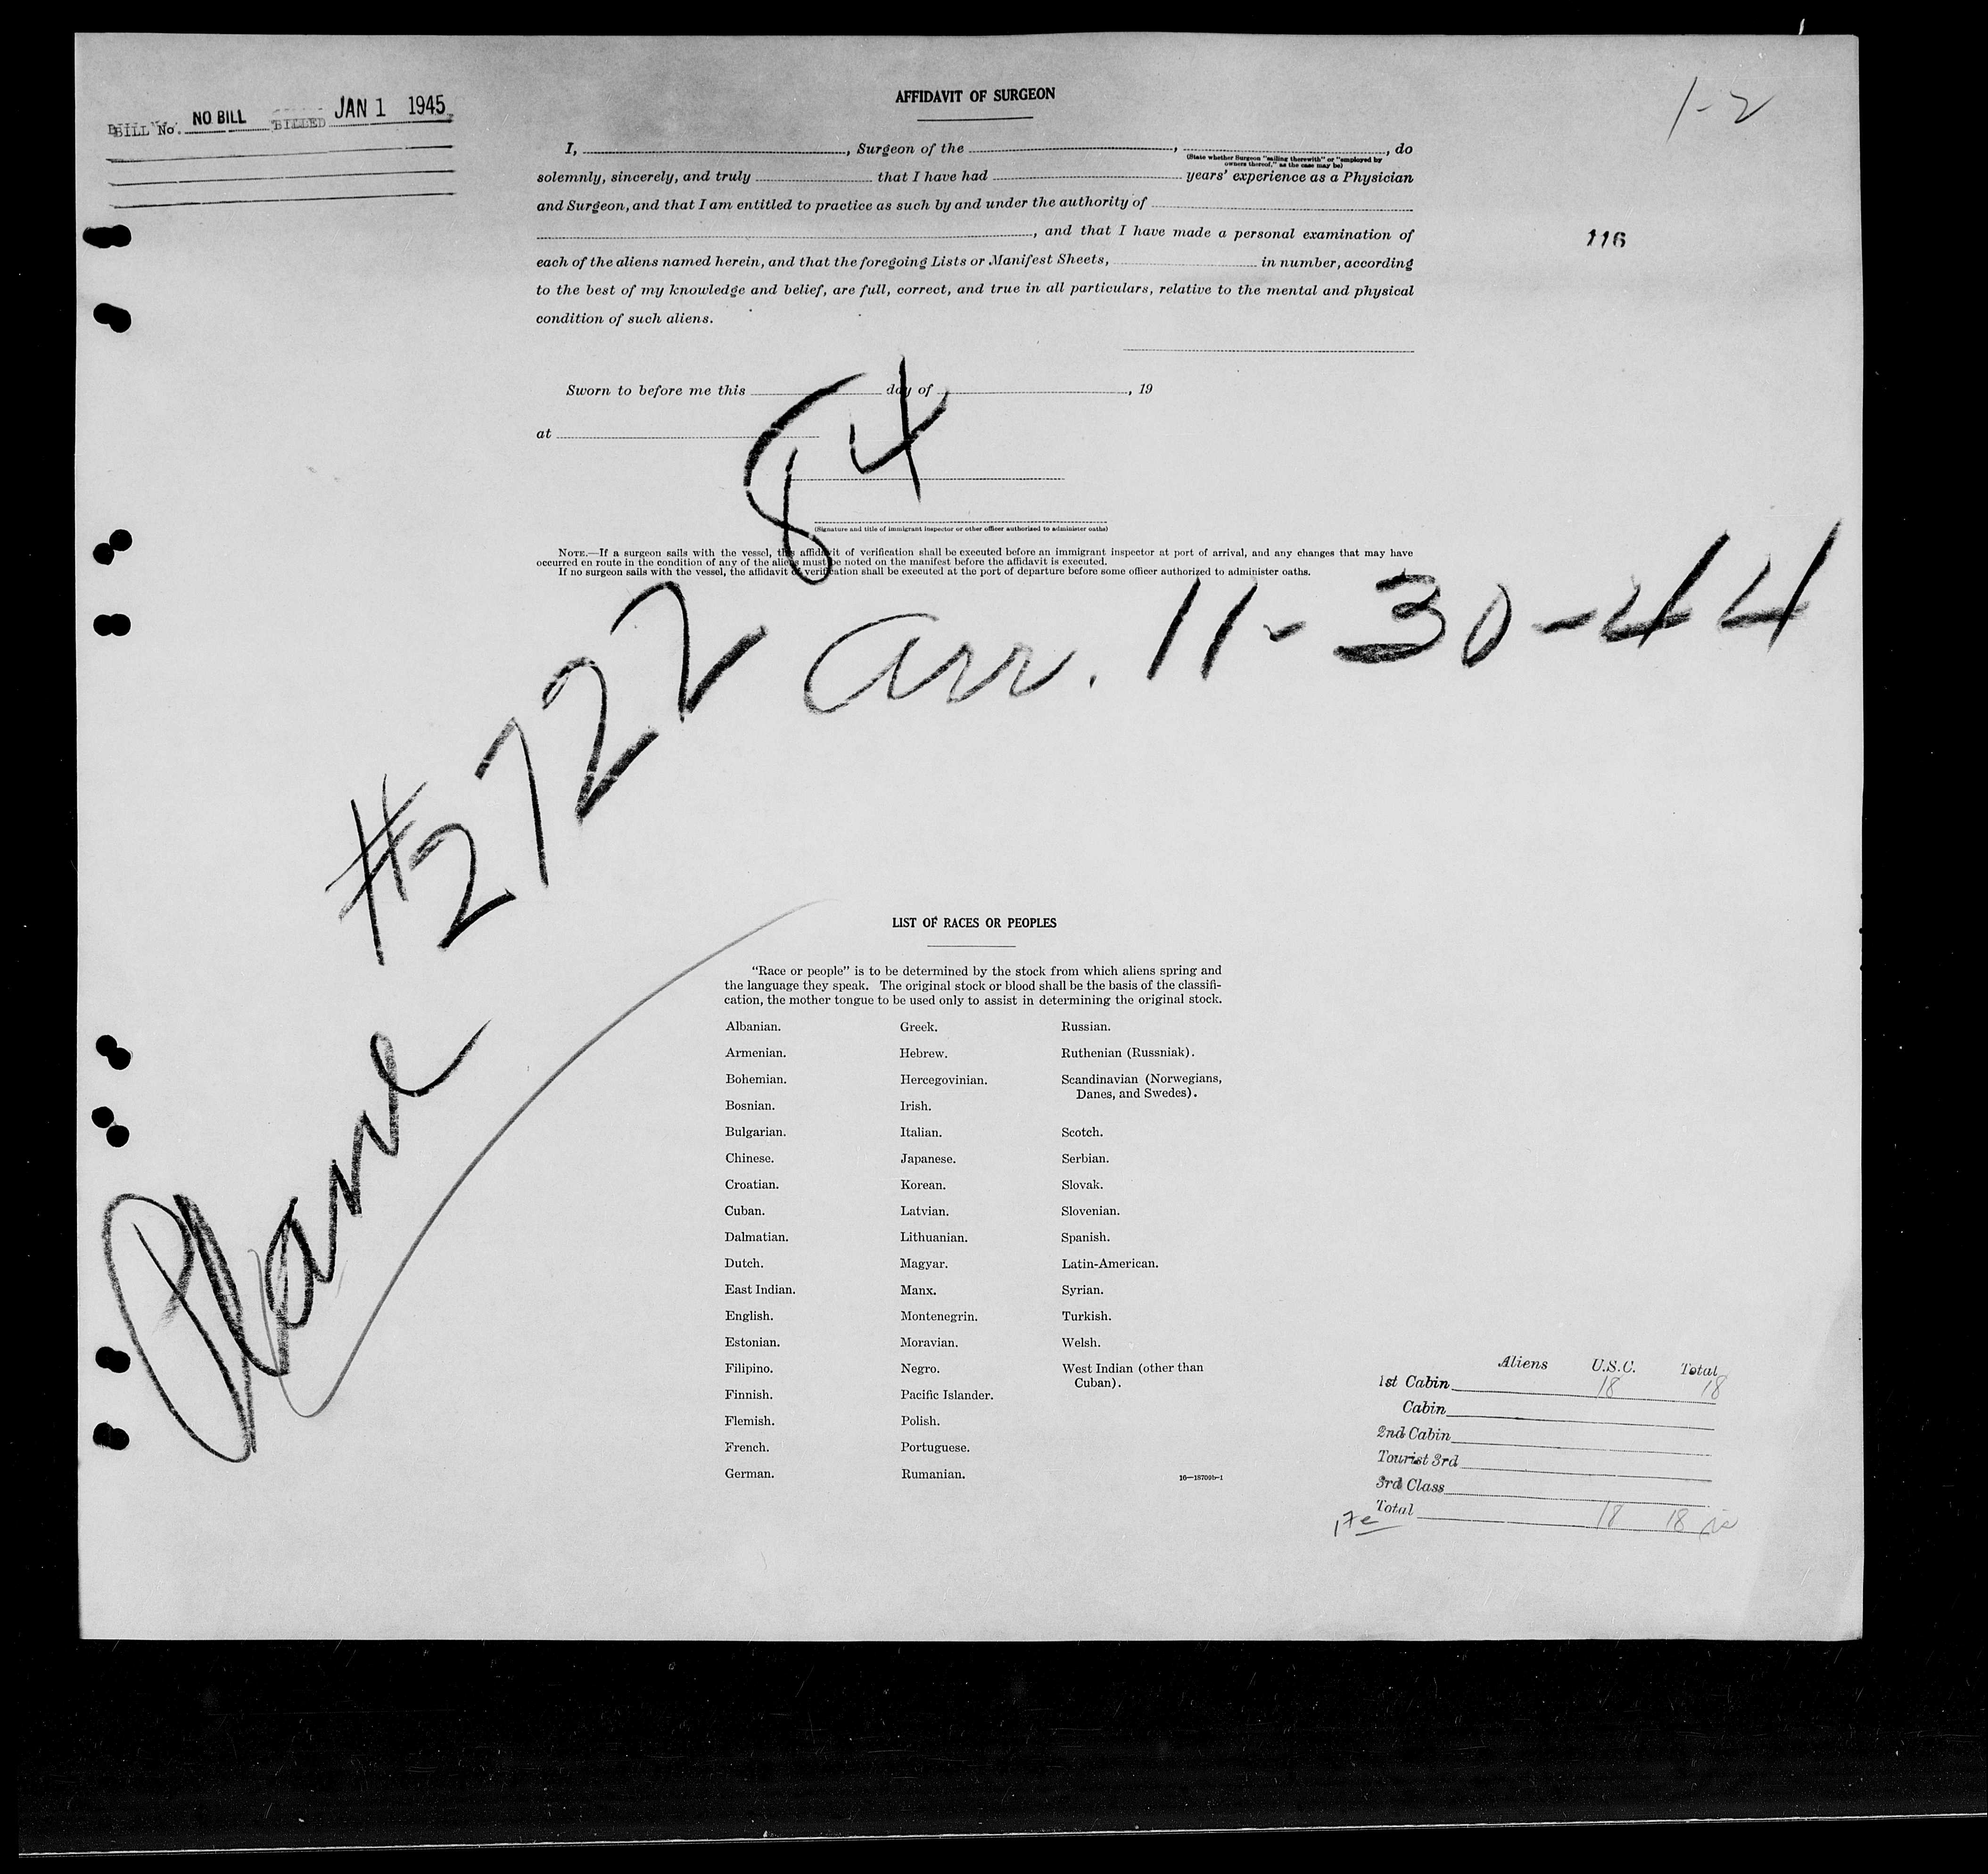 BILL No. NO BILL BILLED JAN 1 1945
AFFIDAVIT OF SURGEON
1-2
I, , Surgeon of the , , do
(State whether Surgeon "sailing therewith" or "employed by
owners thereof," as the case may be)
solemnly, sincerely, and truly that I have had years' experience as a Physician
and Surgeon, and that I am entitled to practice as such by and under the authority of
, and that I have made a personal examination of
116
each of the aliens named herein, and that the foregoing Lists or Manifest Sheets, in number, according
to the best of my knowledge and belief, are full, correct, and true in all particulars, relative to the mental and physical
condition of such aliens.
Sworn to before me this day of , 19
at
(Signature and title of immigrant inspector or other officer authorized to administer oaths)
NOTE.—If a surgeon sails with the vessel, this affidavit of verification shall be executed before an immigrant inspector at port of arrival, and any changes that may have
occurred en route in the condition of any of the aliens must be noted on the manifest before the affidavit is executed.
If no surgeon sails with the vessel, the affidavit of verification shall be executed at the port of departure before some officer authorized to administer oaths.
Plane #272284
arr. 11-30-44
LIST OF RACES OR PEOPLES
"Race or people" is to be determined by the stock from which aliens spring and
the language they speak. The original stock or blood shall be the basis of the classifi-
cation, the mother tongue to be used only to assist in determining the original stock.
Albanian.
Armenian.
Bohemian.
Bosnian.
Bulgarian.
Chinese.
Croatian.
Cuban.
Dalmatian.
Dutch.
East Indian.
English.
Estonian.
Filipino.
Finnish.
Flemish.
French.
German.
Greek.
Hebrew.
Hercegovinian.
Irish.
Italian.
Japanese.
Korean.
Latvian.
Lithuanian.
Magyar.
Manx.
Montenegrin.
Moravian.
Negro.
Pacific Islander.
Polish.
Portuguese.
Rumanian.
Russian.
Ruthenian (Russniak).
Scandinavian (Norwegians,
Danes, and Swedes).
Scotch.
Serbian.
Slovak.
Slovenian.
Spanish.
Latin-American.
Syrian.
Turkish.
Welsh.
West Indian (other than
Cuban).
16—18700b-1
Aliens U.S.C. Total
1st Cabin 18 18
Cabin
2nd Cabin
Tourist 3rd
3rd Class
Total 18 18